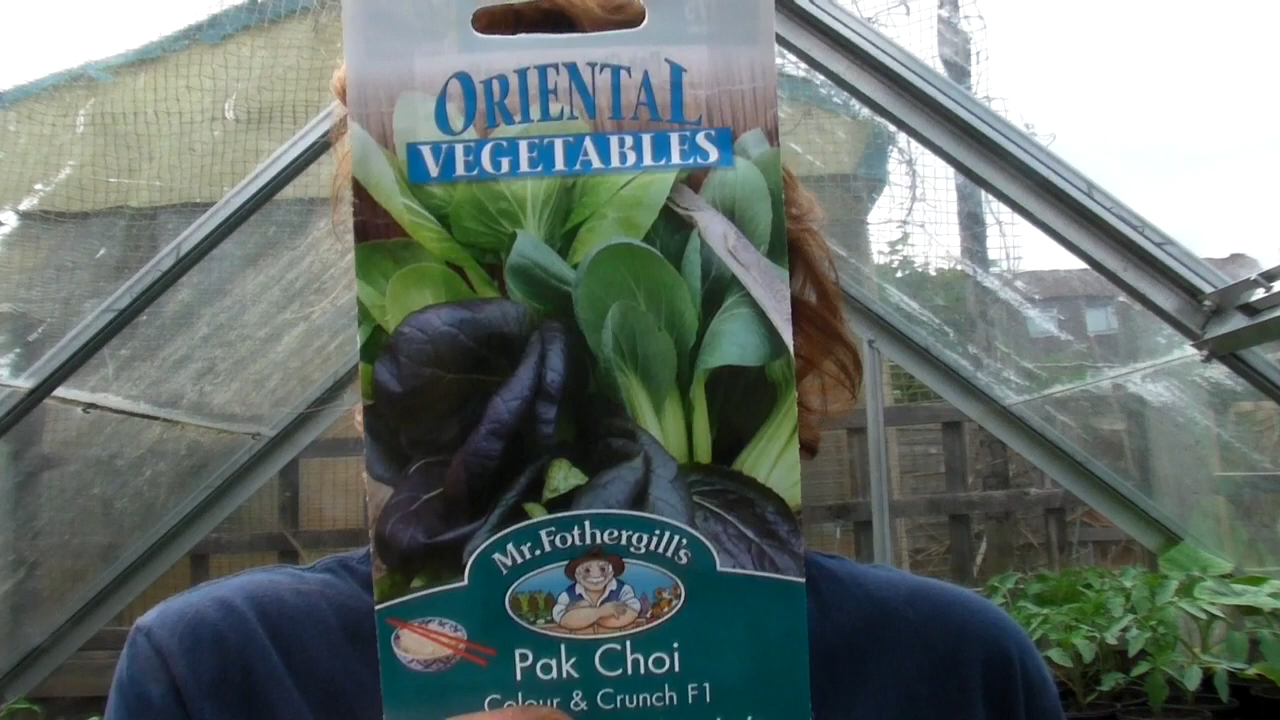 ORIENTAL
VEGETABLES
Mr.Fothergill's
Pak Choi
Colour & Crunch F1